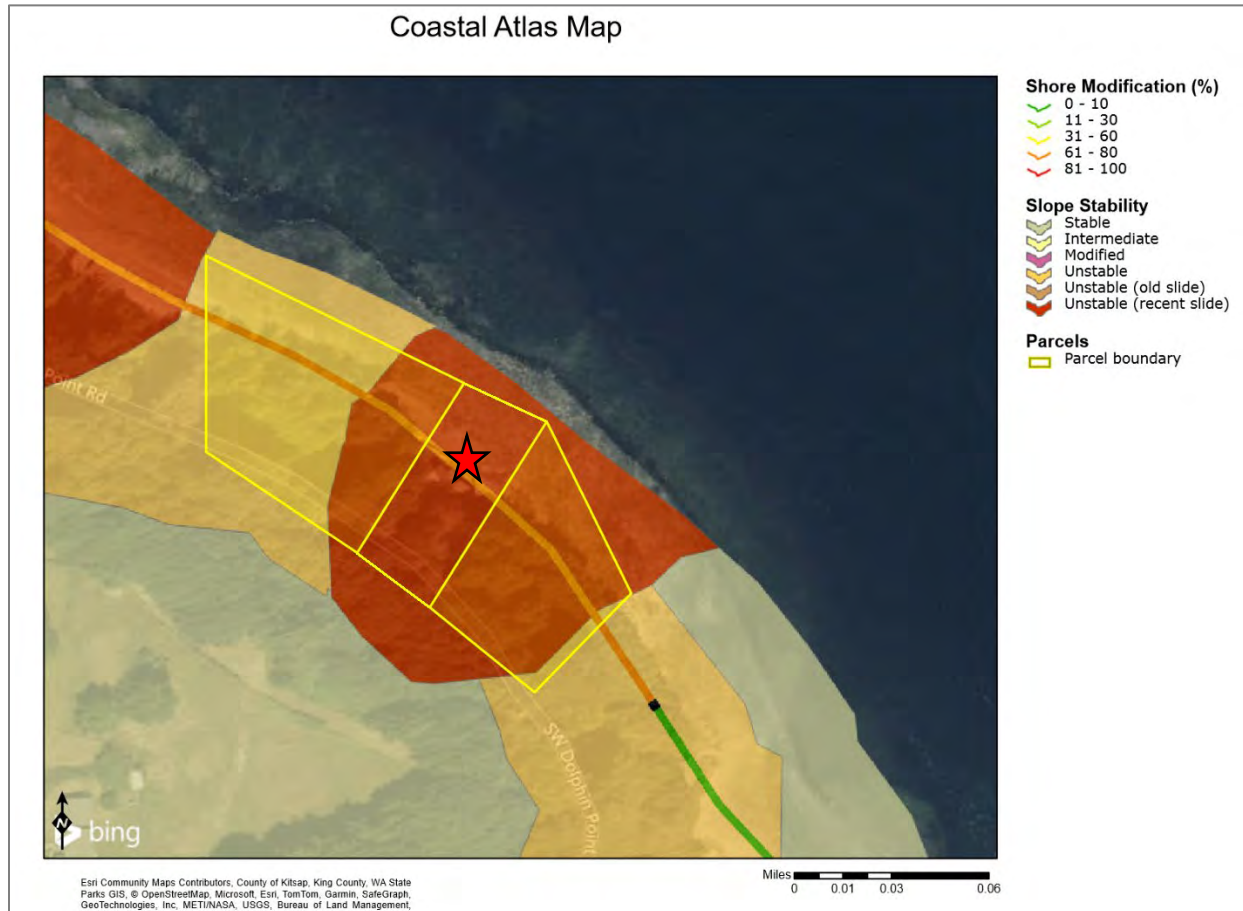 Coastal Atlas Map
Shore Modification (%)
0 - 10
11 - 30
31 - 60
61 - 80
81 - 100
Slope Stability
Stable
Intermediate
Modified
Unstable
Unstable (old slide)
Unstable (recent slide)
Parcels
Parcel boundary
Point Rd
SW Dolphin Point
N
bing
Miles
0 0.01 0.03 0.06
Esri Community Maps Contributors, County of Kitsap, King County, WA State
Parks GIS, © OpenStreetMap, Microsoft, Esri, TomTom, Garmin, SafeGraph,
GeoTechnologies, Inc, METI/NASA, USGS, Bureau of Land Management,